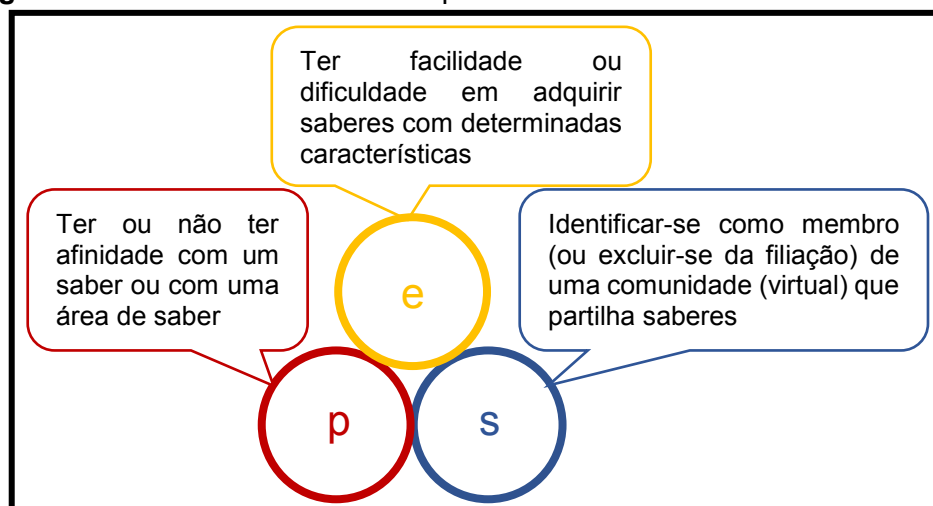 Ter facilidade ou
dificuldade em adquirir
saberes com determinadas
características
Ter ou não ter
afinidade com um
saber ou com uma
área de saber
Identificar-se como membro
(ou excluir-se da filiação) de
uma comunidade (virtual) que
partilha saberes
e
p
s